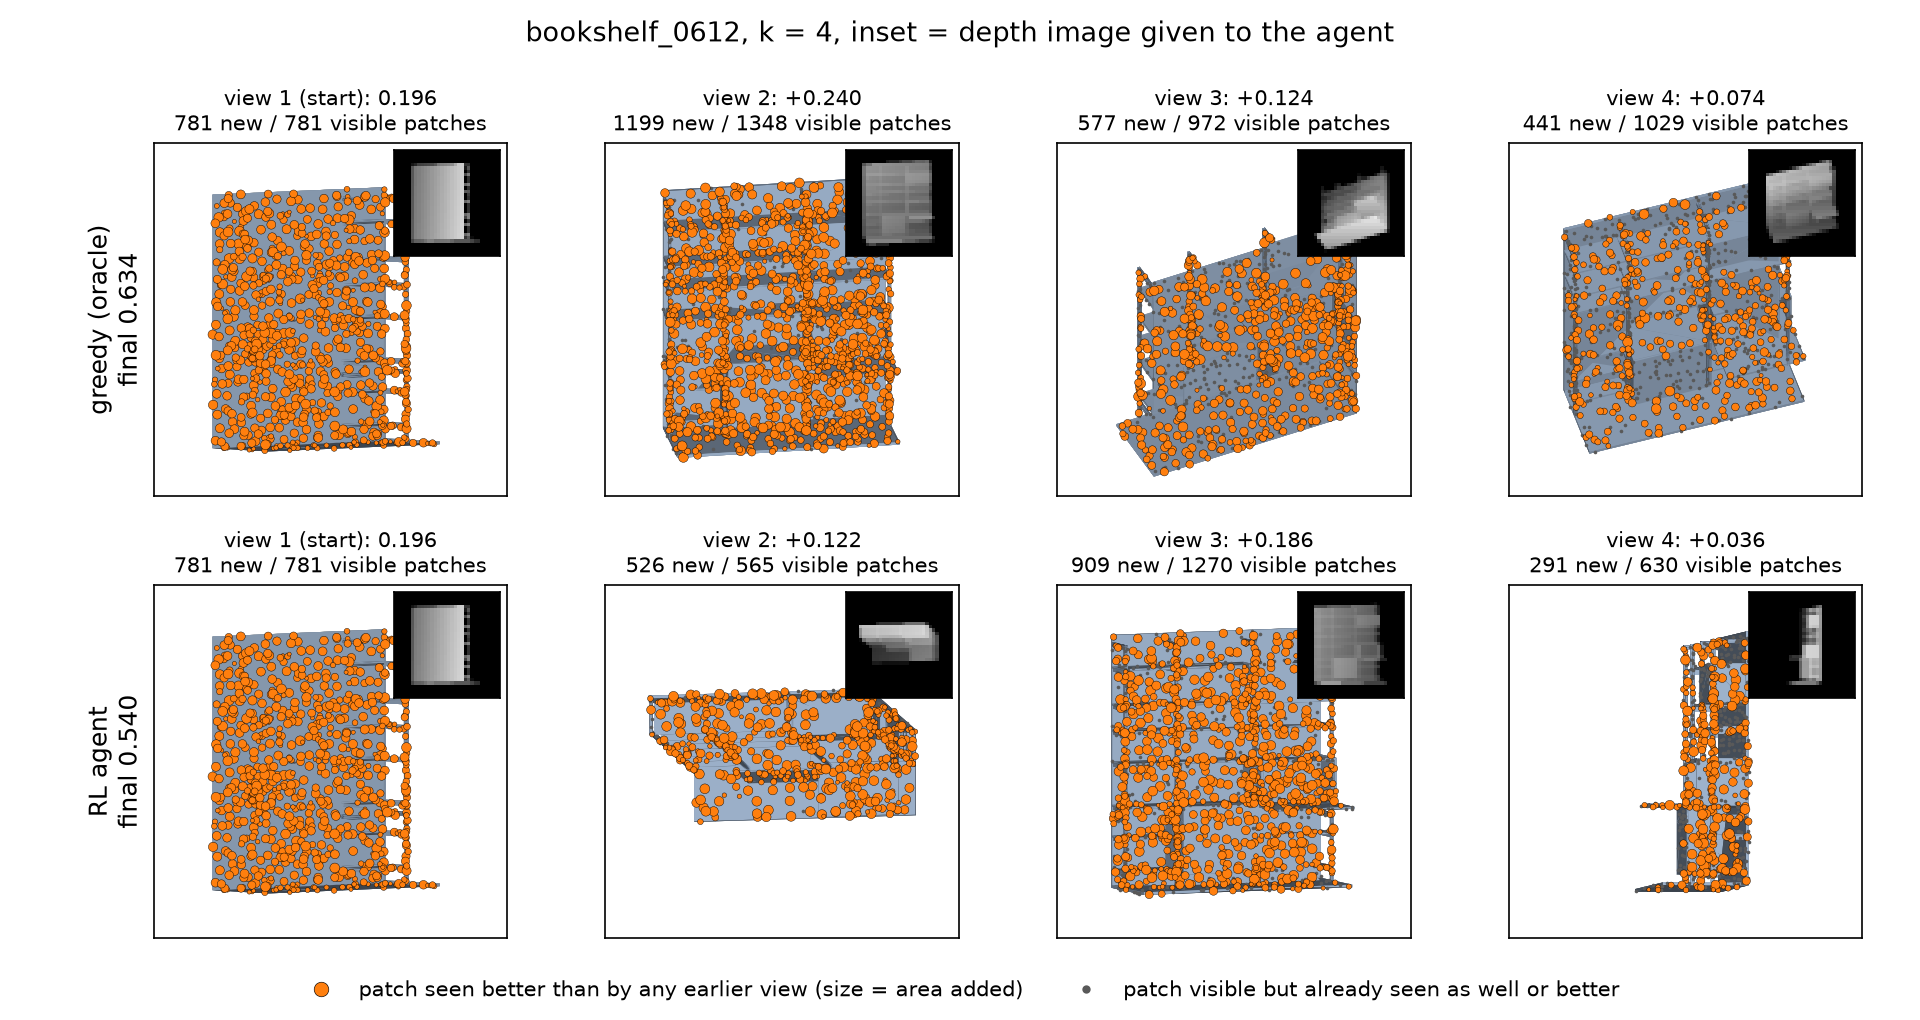 bookshelf_0612, k = 4, inset = depth image given to the agent
greedy (oracle)
final 0.634
view 1 (start): 0.196
781 new / 781 visible patches
view 2: +0.240
1199 new / 1348 visible patches
view 3: +0.124
577 new / 972 visible patches
view 4: +0.074
441 new / 1029 visible patches
RL agent
final 0.540
view 1 (start): 0.196
781 new / 781 visible patches
view 2: +0.122
526 new / 565 visible patches
view 3: +0.186
909 new / 1270 visible patches
view 4: +0.036
291 new / 630 visible patches
patch seen better than by any earlier view (size = area added)
patch visible but already seen as well or better